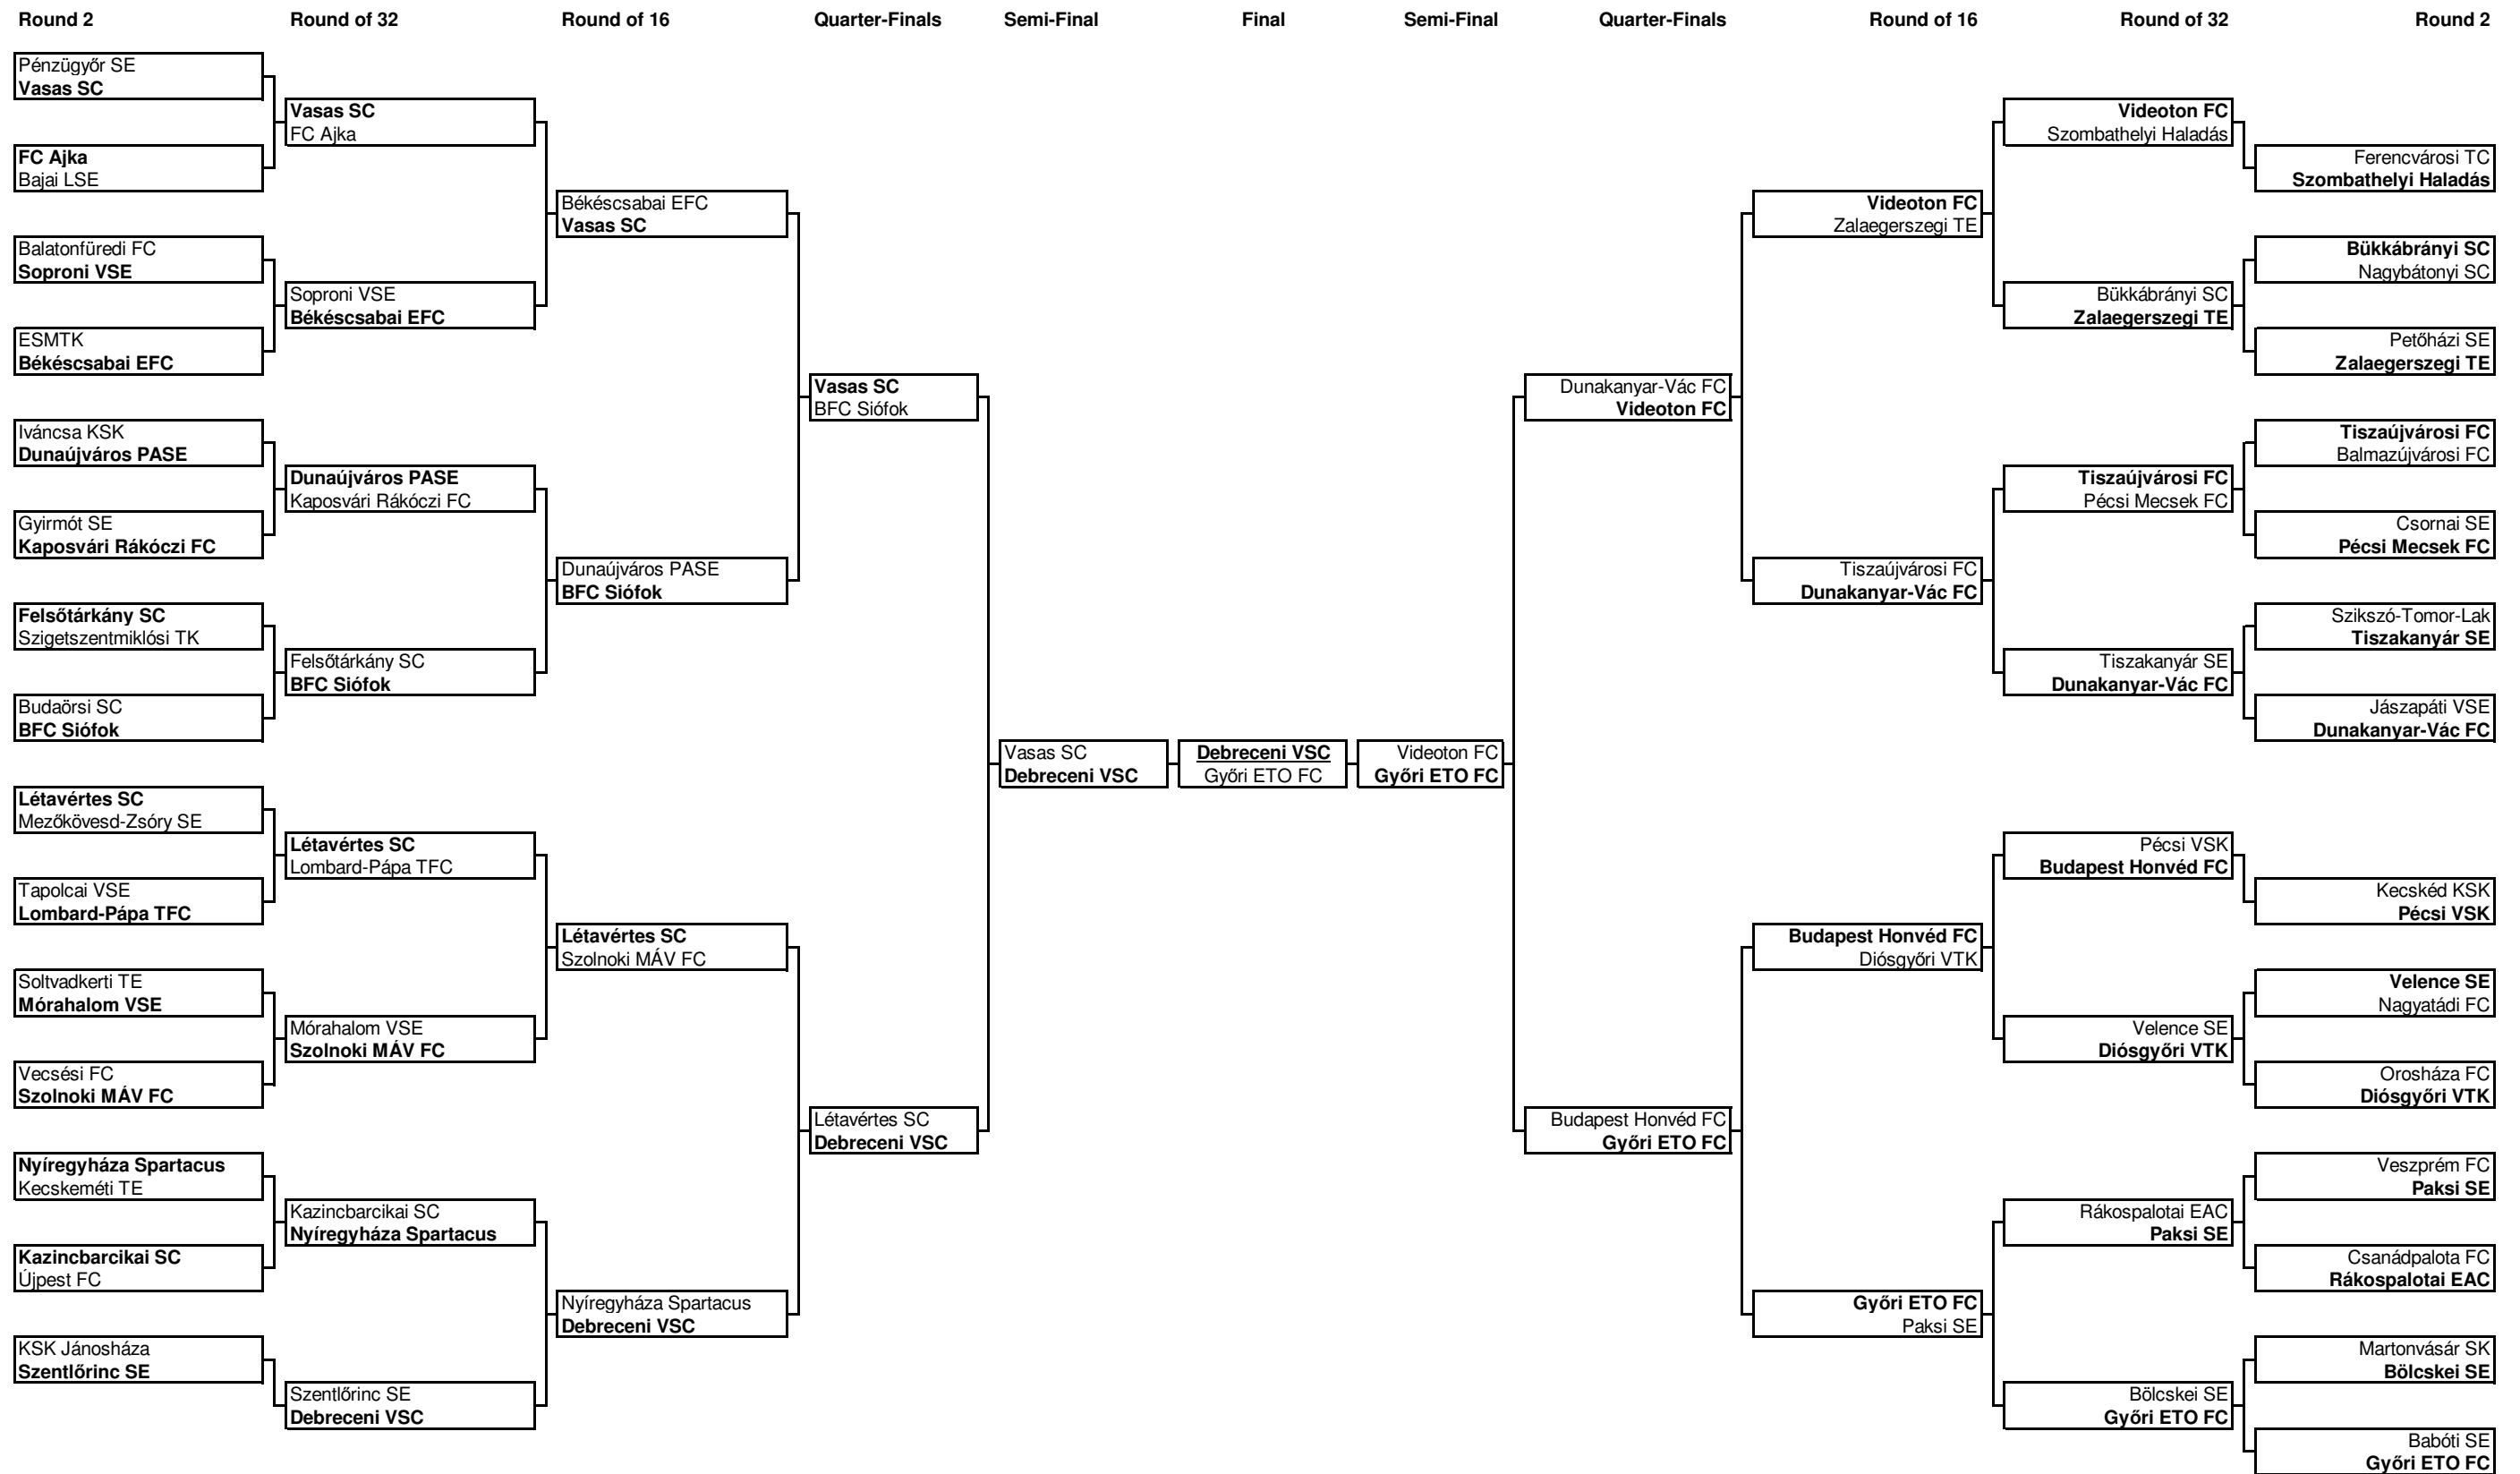 Round 2
Round of 32
Round of 16
Quarter-Finals
Semi-Final
Final
Semi-Final
Quarter-Finals
Round of 16
Round of 32
Round 2
Pénzügyőr SE
Vasas SC
FC Ajka
Bajai LSE
Balatonfüredi FC
Soproni VSE
ESMTK
Békéscsabai EFC
Iváncsa KSK
Dunaújváros PASE
Gyirmót SE
Kaposvári Rákóczi FC
Felsőtárkány SC
Szigetszentmiklósi TK
Budaörsi SC
BFC Siófok
Létavértes SC
Mezőkövesd-Zsóry SE
Tapolcai VSE
Lombard-Pápa TFC
Soltvadkerti TE
Mórahalom VSE
Vecsési FC
Szolnoki MÁV FC
Nyíregyháza Spartacus
Kecskeméti TE
Kazincbarcikai SC
Újpest FC
KSK Jánosháza
Szentlőrinc SE
Vasas SC
FC Ajka
Soproni VSE
Békéscsabai EFC
Dunaújváros PASE
Kaposvári Rákóczi FC
Felsőtárkány SC
BFC Siófok
Létavértes SC
Lombard-Pápa TFC
Mórahalom VSE
Szolnoki MÁV FC
Kazincbarcikai SC
Nyíregyháza Spartacus
Szentlőrinc SE
Debreceni VSC
Békéscsabai EFC
Vasas SC
Dunaújváros PASE
BFC Siófok
Létavértes SC
Szolnoki MÁV FC
Nyíregyháza Spartacus
Debreceni VSC
Vasas SC
BFC Siófok
Létavértes SC
Debreceni VSC
Vasas SC
Debreceni VSC
Debreceni VSC
Győri ETO FC
Videoton FC
Győri ETO FC
Dunakanyar-Vác FC
Videoton FC
Budapest Honvéd FC
Győri ETO FC
Videoton FC
Zalaegerszegi TE
Tiszaújvárosi FC
Dunakanyar-Vác FC
Budapest Honvéd FC
Diósgyőri VTK
Győri ETO FC
Paksi SE
Videoton FC
Szombathelyi Haladás
Bükkábrányi SC
Zalaegerszegi TE
Tiszaújvárosi FC
Pécsi Mecsek FC
Tiszakanyár SE
Dunakanyar-Vác FC
Pécsi VSK
Budapest Honvéd FC
Velence SE
Diósgyőri VTK
Rákospalotai EAC
Paksi SE
Bölcskei SE
Győri ETO FC
Ferencvárosi TC
Szombathelyi Haladás
Bükkábrányi SC
Nagybátonyi SC
Petőházi SE
Zalaegerszegi TE
Tiszaújvárosi FC
Balmazújvárosi FC
Csornai SE
Pécsi Mecsek FC
Szikszó-Tomor-Lak
Tiszakanyár SE
Jászapáti VSE
Dunakanyar-Vác FC
Kecskéd KSK
Pécsi VSK
Velence SE
Nagyatádi FC
Orosháza FC
Diósgyőri VTK
Veszprém FC
Paksi SE
Csanádpalota FC
Rákospalotai EAC
Martonvásár SK
Bölcskei SE
Babóti SE
Győri ETO FC